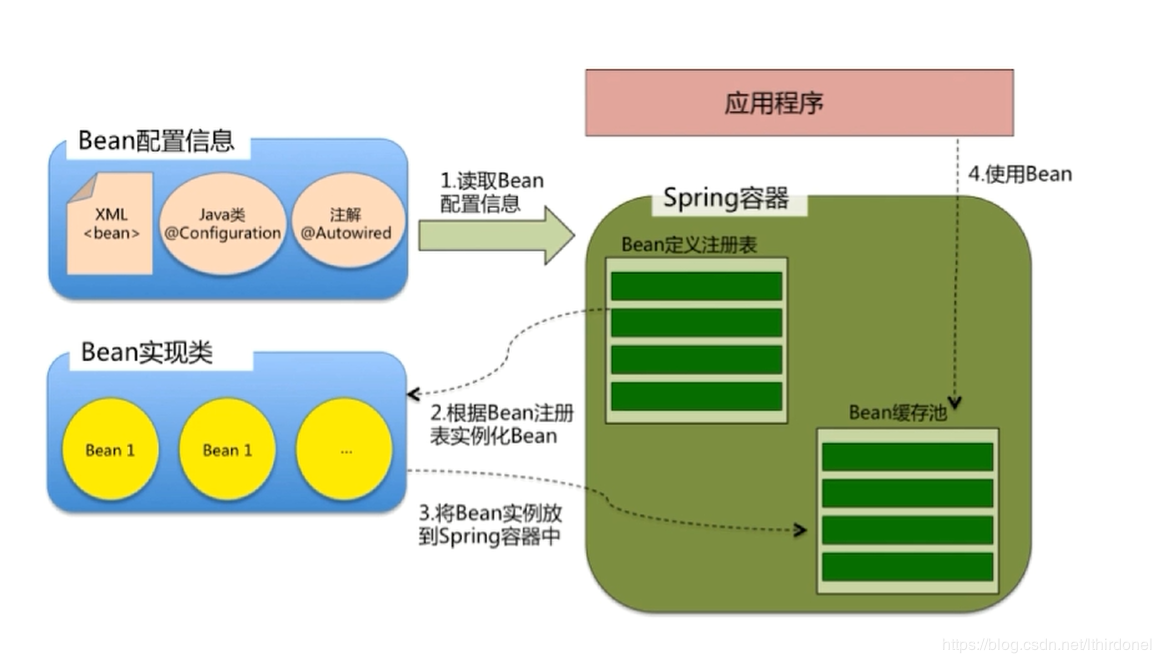 应用程序
Bean配置信息
XML
<bean>
Java类
@Configuration
注解
@Autowired
1.读取Bean
配置信息
4.使用Bean
Spring容器
Bean定义注册表
Bean实现类
Bean 1
Bean 1
...
2.根据Bean注册
表实例化Bean
Bean缓存池
3.将Bean实例放
到Spring容器中
https://blog.csdn.net/lthirdonel